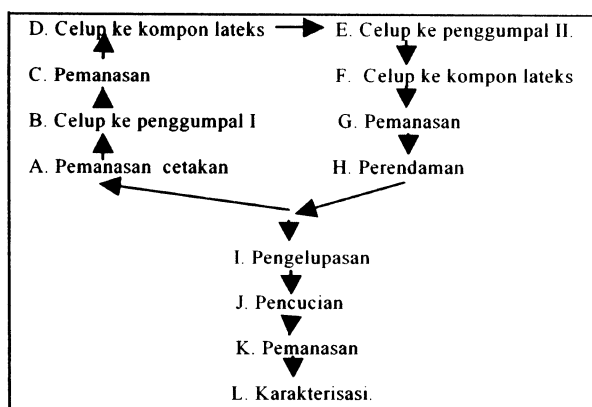 D. Celup ke kompon lateks
E. Celup ke penggumpal II.
C. Pemanasan
F. Celup ke kompon lateks
B. Celup ke penggumpal I
G. Pemanasan
A. Pemanasan cetakan
H. Perendaman
I. Pengelupasan
J. Pencucian
K. Pemanasan
L. Karakterisasi.